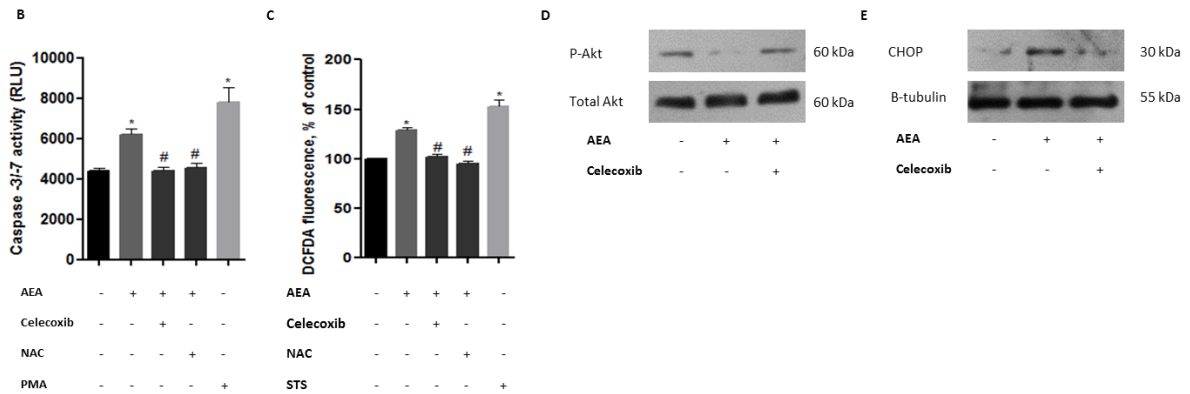 B
Caspase -3/-7 activity (RLU)
10000
8000
6000
4000
2000
0
*
#
#
*
AEA - + + + -
Celecoxib - - + - -
NAC - - - + -
PMA - - - - +
C
DCFDA fluorescence, % of control
200
150
100
50
0
*
#
#
*
AEA - + + + -
Celecoxib - - + - -
NAC - - - + -
STS - - - - +
D
P-Akt 60 kDa
Total Akt 60 kDa
AEA - + +
Celecoxib - - +
E
CHOP 30 kDa
B-tubulin 55 kDa
AEA - + +
Celecoxib - - +